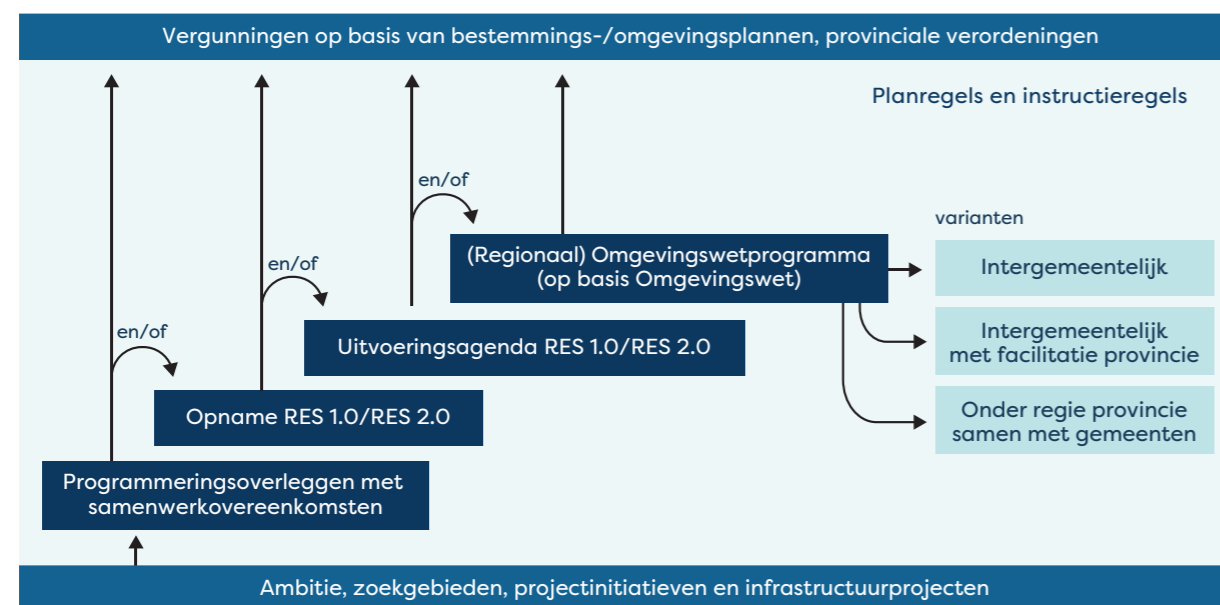 Vergunningen op basis van bestemmings-/omgevingsplannen, provinciale verordeningen
Planregels en instructieregels
en/of
varianten
(Regionaal) Omgevingswetprogramma
(op basis Omgevingswet)
Intergemeentelijk
en/of
Intergemeentelijk
met facilitatie provincie
en/of
Uitvoeringsagenda RES 1.0/RES 2.0
Onder regie provincie
samen met gemeenten
Opname RES 1.0/RES 2.0
Programmeringsoverleggen met
samenwerkovereenkomsten
Ambitie, zoekgebieden, projectinitiatieven en infrastructuurprojecten